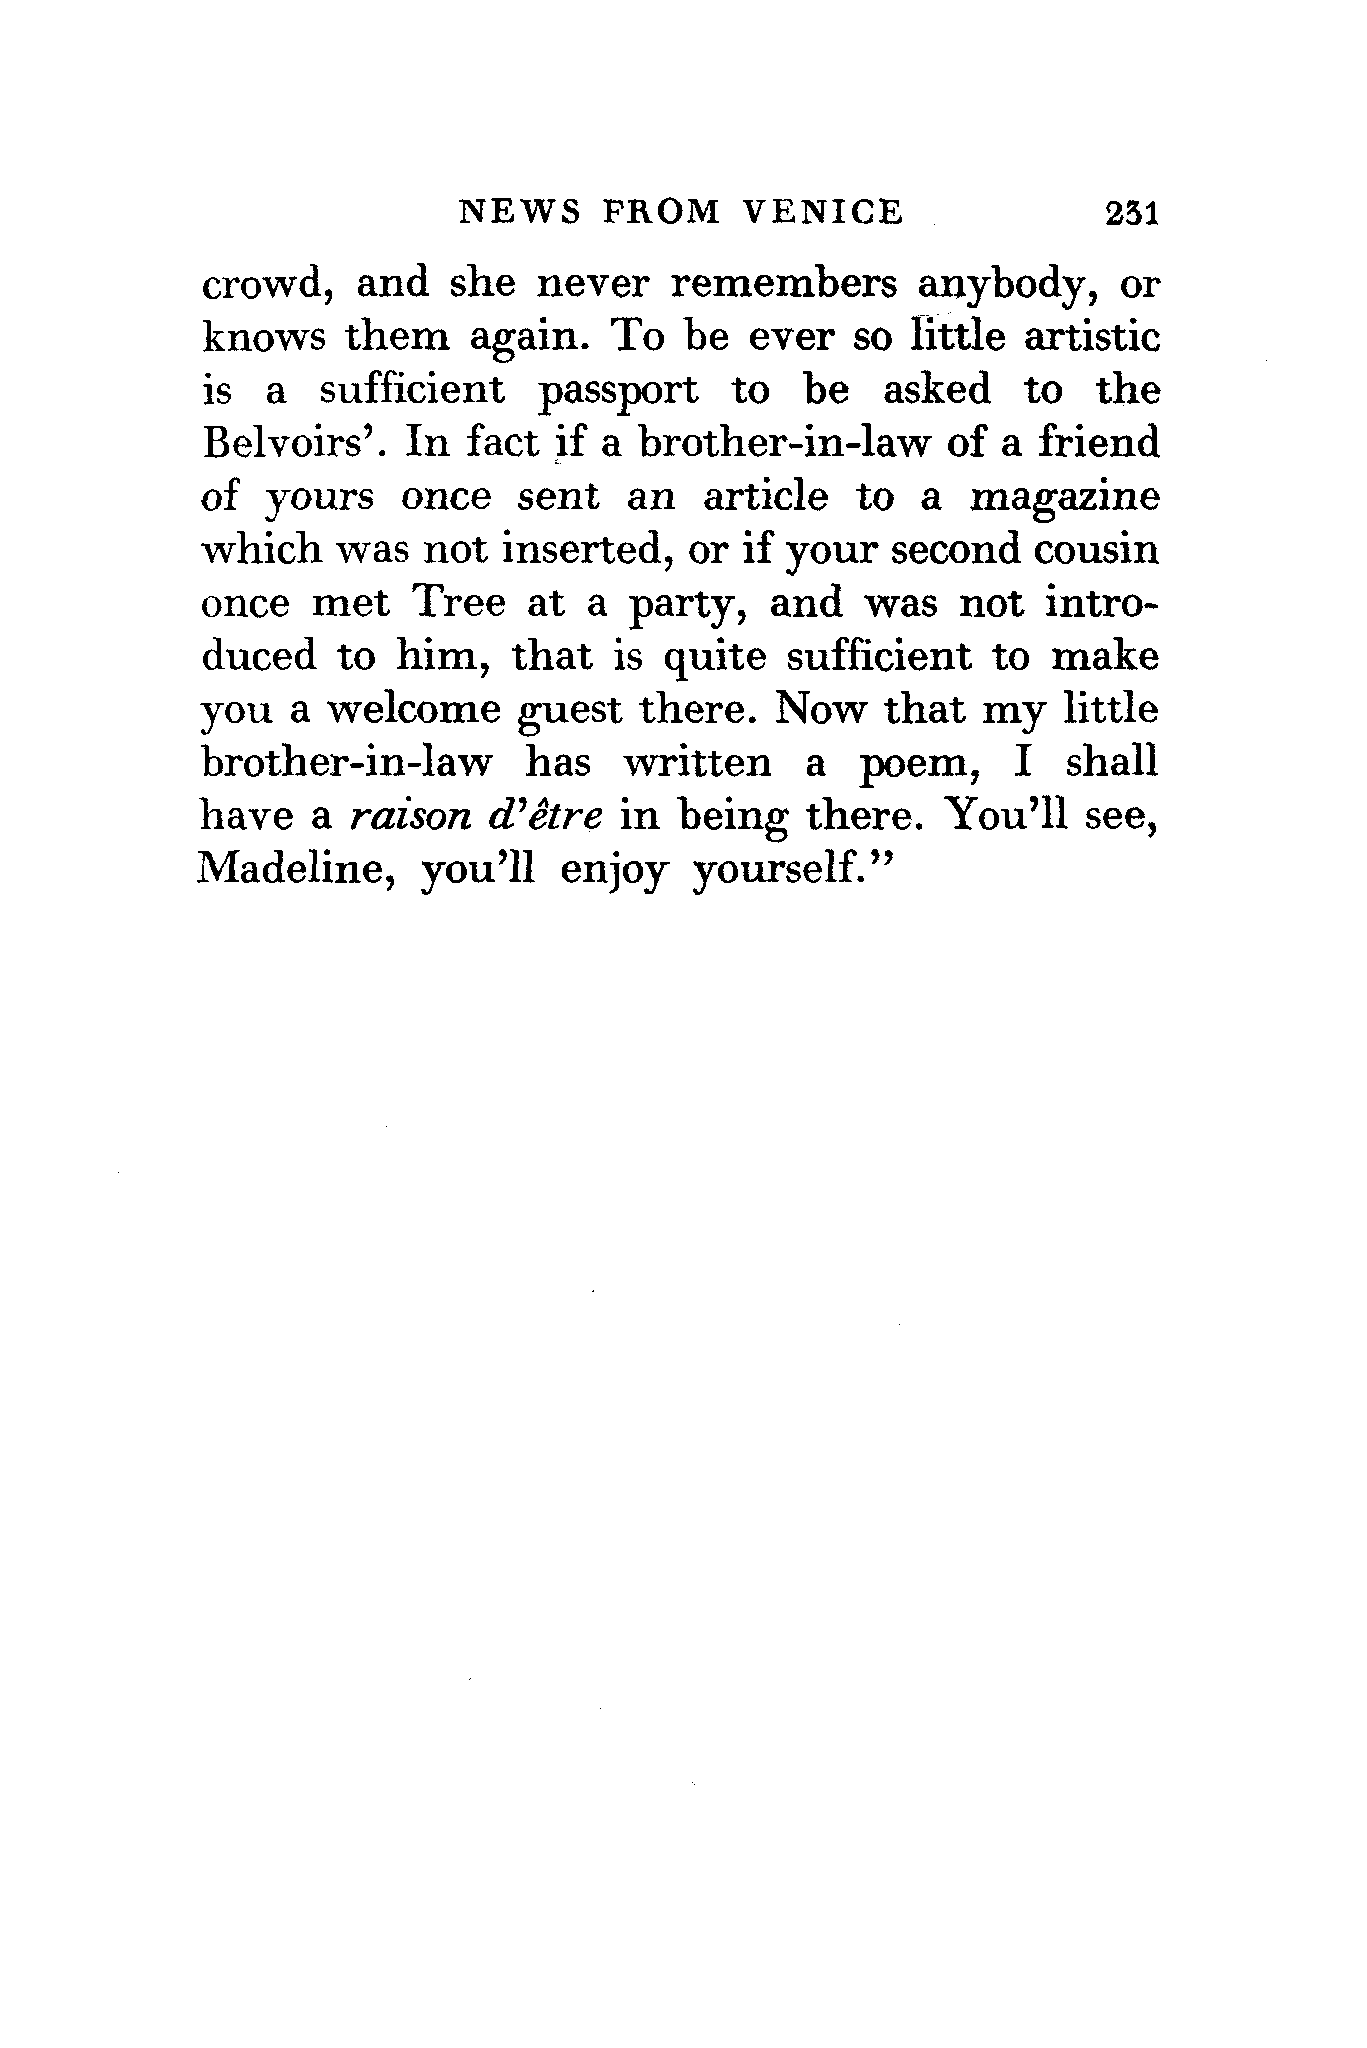 NEWS FROM VENICE 231
crowd, and she never remembers anybody, or
knows them again. To be ever so little artistic
is a sufficient passport to be asked to the
Belvoirs’. In fact if a brother-in-law of a friend
of yours once sent an article to a magazine
which was not inserted, or if your second cousin
once met Tree at a party, and was not intro-
duced to him, that is quite sufficient to make
you a welcome guest there. Now that my little
brother-in-law has written a poem, I shall
have a raison d’être in being there. You’ll see,
Madeline, you’ll enjoy yourself.”